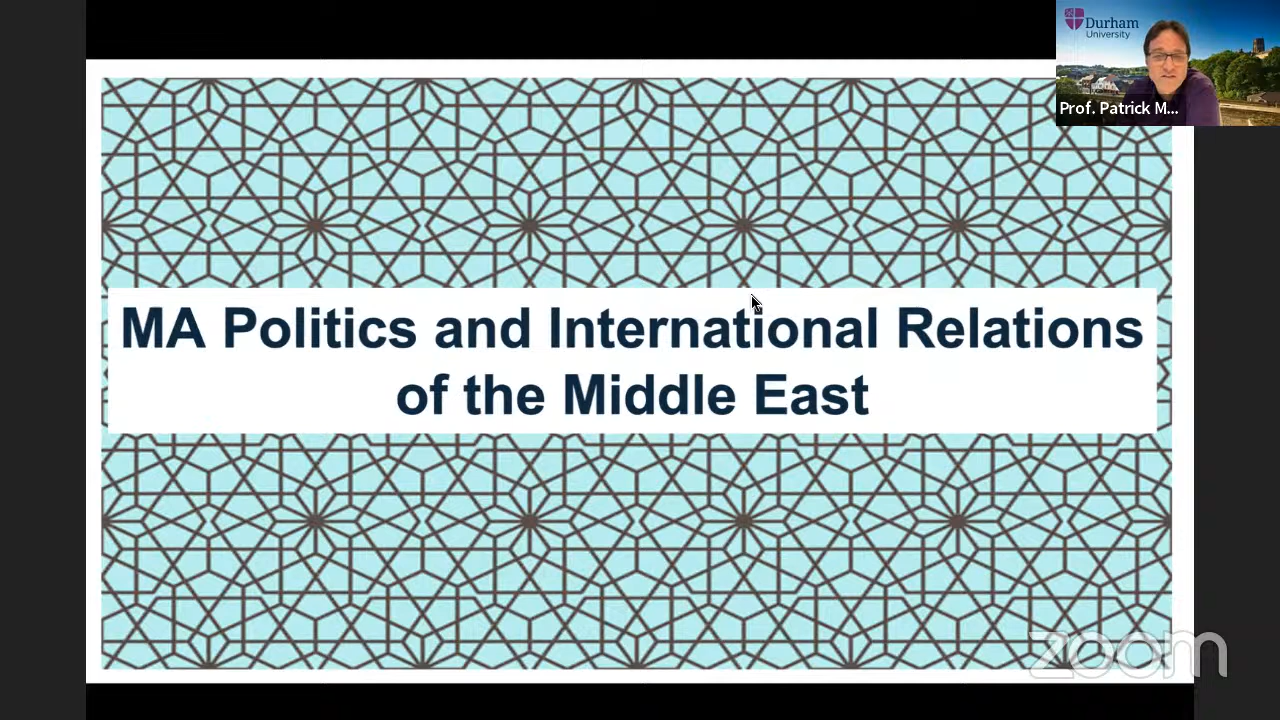 Durham
University
Prof. Patrick M...
MA Politics and International Relations
of the Middle East
zoom